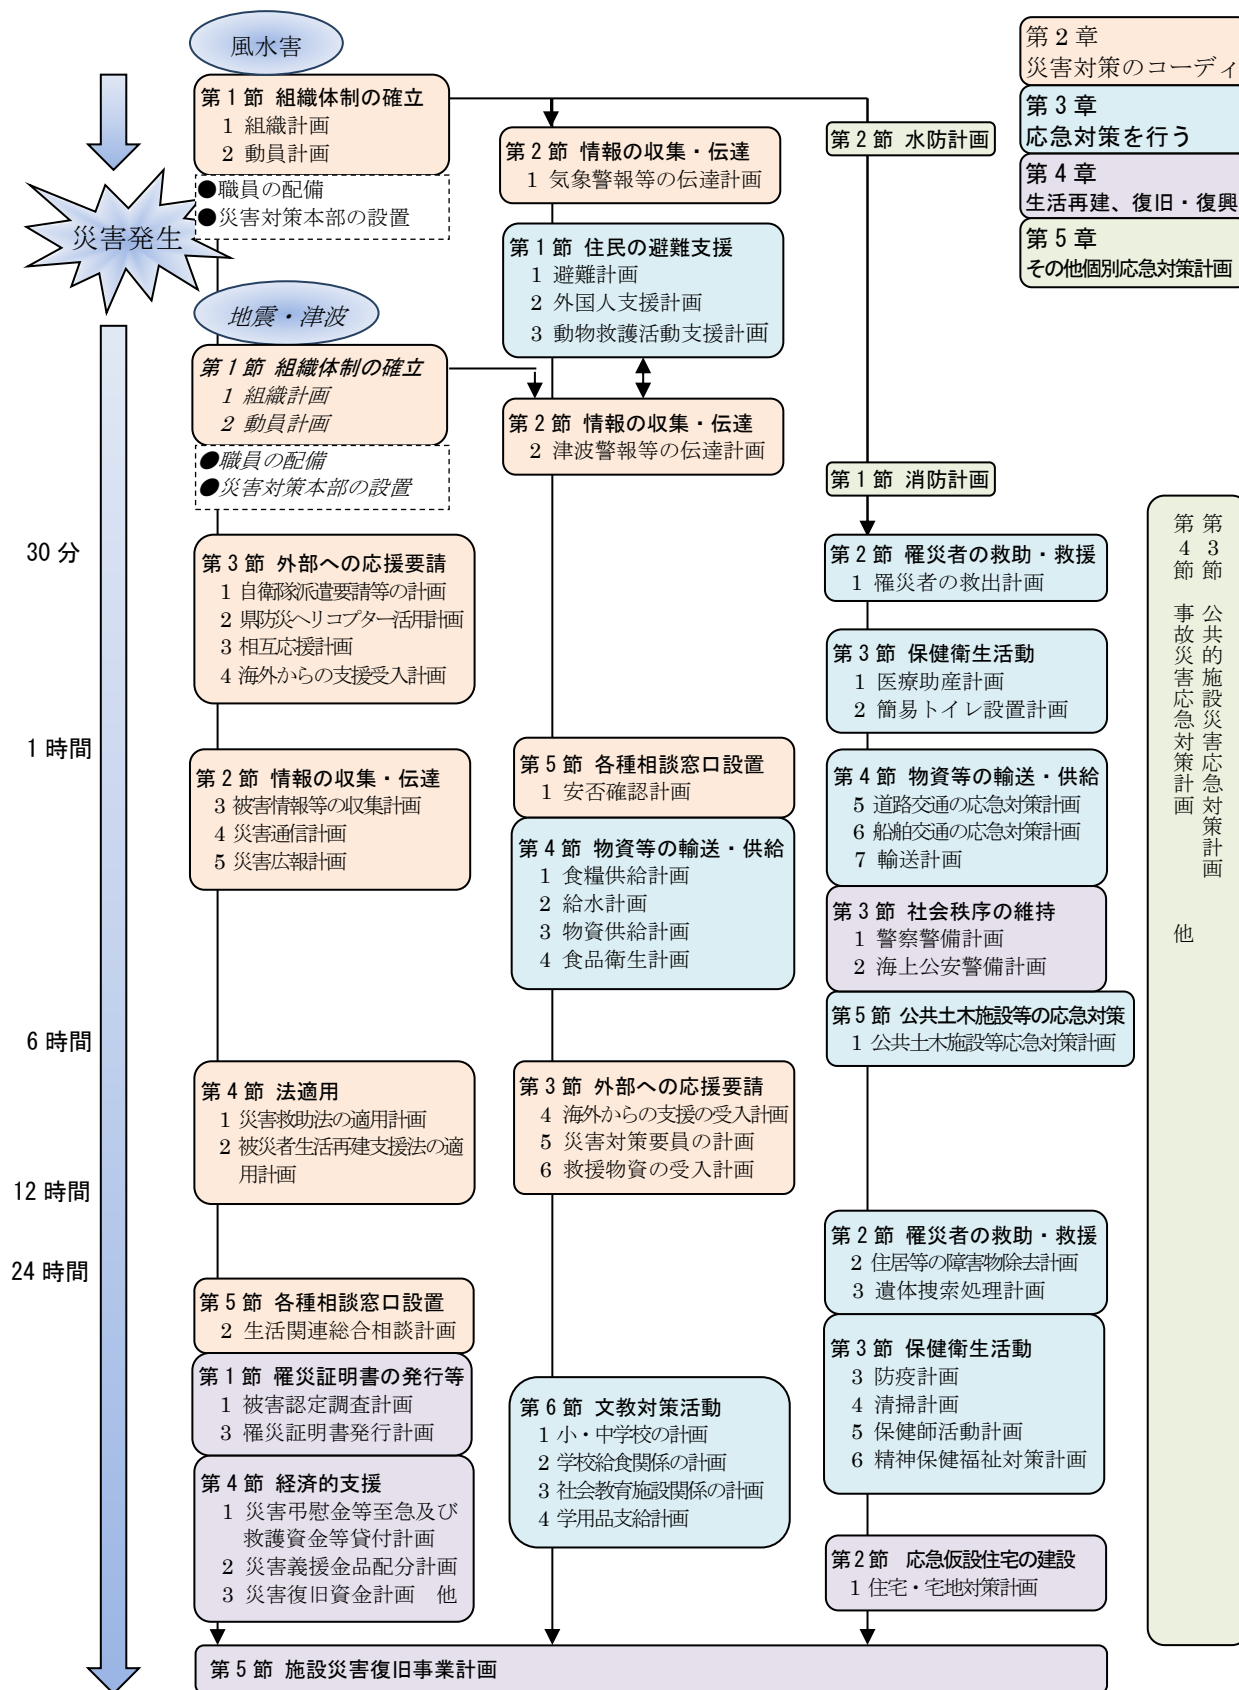 風水害
第1節 組織体制の確立
1 組織計画
2 動員計画
●職員の配備
●災害対策本部の設置
災害発生
地震・津波
第1節 組織体制の確立
1 組織計画
2 動員計画
●職員の配備
●災害対策本部の設置
30分
1時間
6時間
12時間
24時間
第3節 外部への応援要請
1 自衛隊派遣要請等の計画
2 県防災ヘリコプター活用計画
3 相互応援計画
4 海外からの支援受入計画
第2節 情報の収集・伝達
3 被害情報等の収集計画
4 災害通信計画
5 災害広報計画
第4節 法適用
1 災害救助法の適用計画
2 被災者生活再建支援法の適
用計画
第5節 各種相談窓口設置
2 生活関連総合相談計画
第1節 罹災証明書の発行等
1 被害認定調査計画
3 罹災証明書発行計画
第4節 経済的支援
1 災害弔慰金等至急及び
救護資金等貸付計画
2 災害義援金品配分計画
3 災害復旧資金計画 他
第2節 情報の収集・伝達
1 気象警報等の伝達計画
第1節 住民の避難支援
1 避難計画
2 外国人支援計画
3 動物救護活動支援計画
第2節 情報の収集・伝達
2 津波警報等の伝達計画
第5節 各種相談窓口設置
1 安否確認計画
第4節 物資等の輸送・供給
1 食糧供給計画
2 給水計画
3 物資供給計画
4 食品衛生計画
第3節 外部への応援要請
4 海外からの支援の受入計画
5 災害対策要員の計画
6 救援物資の受入計画
第6節 文教対策活動
1 小・中学校の計画
2 学校給食関係の計画
3 社会教育施設関係の計画
4 学用品支給計画
第2節 水防計画
第1節 消防計画
第2節 罹災者の救助・救援
1 罹災者の救出計画
第3節 保健衛生活動
1 医療助産計画
2 簡易トイレ設置計画
第4節 物資等の輸送・供給
5 道路交通の応急対策計画
6 船舶交通の応急対策計画
7 輸送計画
第3節 社会秩序の維持
1 警察警備計画
2 海上公安警備計画
第5節 公共土木施設等の応急対策
1 公共土木施設等応急対策計画
第2節 罹災者の救助・救援
2 住居等の障害物除去計画
3 遺体捜索処理計画
第3節 保健衛生活動
3 防疫計画
4 清掃計画
5 保健師活動計画
6 精神保健福祉対策計画
第2節 応急仮設住宅の建設
1 住宅・宅地対策計画
第5節 施設災害復旧事業計画
第2章
災害対策のコーディ
第3章
応急対策を行う
第4章
生活再建、復旧・復興
第5章
その他個別応急対策計画
第3節 公共的施設災害応急対策計画
第4節 事故災害応急対策計画 他